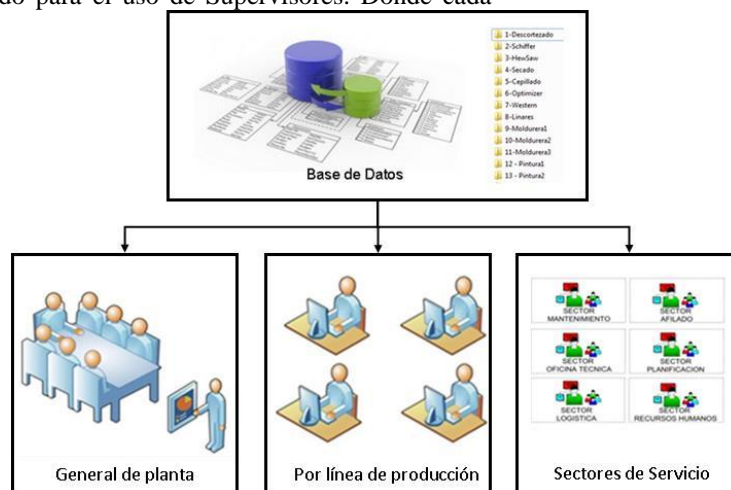 do para el uso de Supervisores. Donde cada
1-Descortezado
2-Schiffer
3-HewSaw
4-Secado
5-Cepillado
6-Optimizer
7-Western
8-Linares
9-Moldurera1
10-Moldurera2
11-Moldurera3
12 - Pintura1
13 - Pintura2
Base de Datos
SECTOR
MANTENIMIENTO
SECTOR
AFILADO
SECTOR
OFICINA TECNICA
SECTOR
PLANIFICACION
SECTOR
LOGISTICA
SECTOR
RECURSOS HUMANOS
General de planta
Por línea de producción
Sectores de Servicio